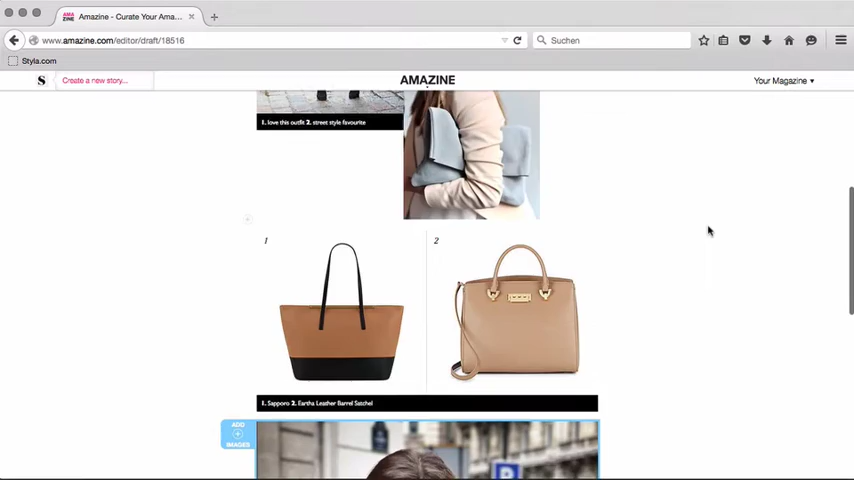 AMA
ZINE
Amazine - Curate Your Ama...
www.amazine.com/editor/draft/18516
Suchen
Styla.com
S
Create a new story...
AMAZINE
Your Magazine
1. love this outfit 2. street style favourite
1
2
1. Sapporo 2. Eartha Leather Barrel Satchel
ADD
IMAGES
P